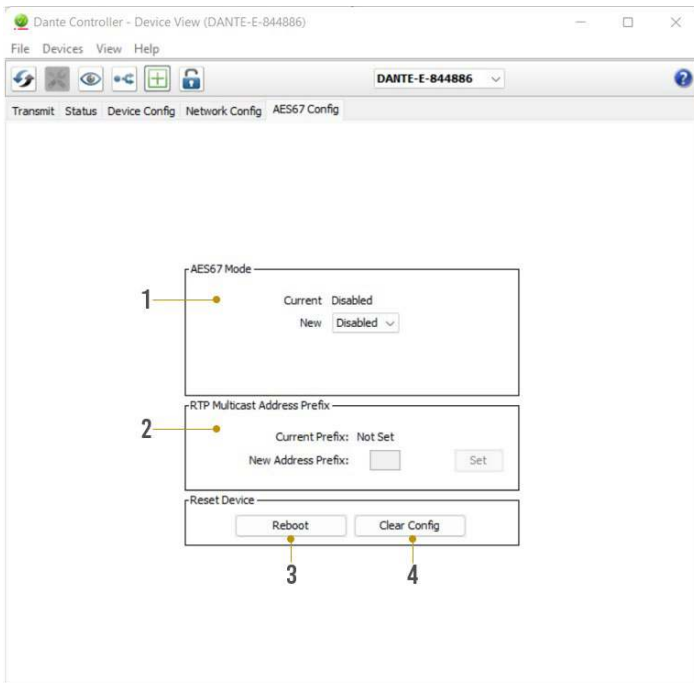 Dante Controller - Device View (DANTE-E-844886)
File Devices View Help
DANTE-E-844886
?
Transmit Status Device Config Network Config AES67 Config
AES67 Mode
1
Current Disabled
New Disabled
RTP Multicast Address Prefix
2
Current Prefix: Not Set
New Address Prefix: Set
Reset Device
Reboot Clear Config
3 4